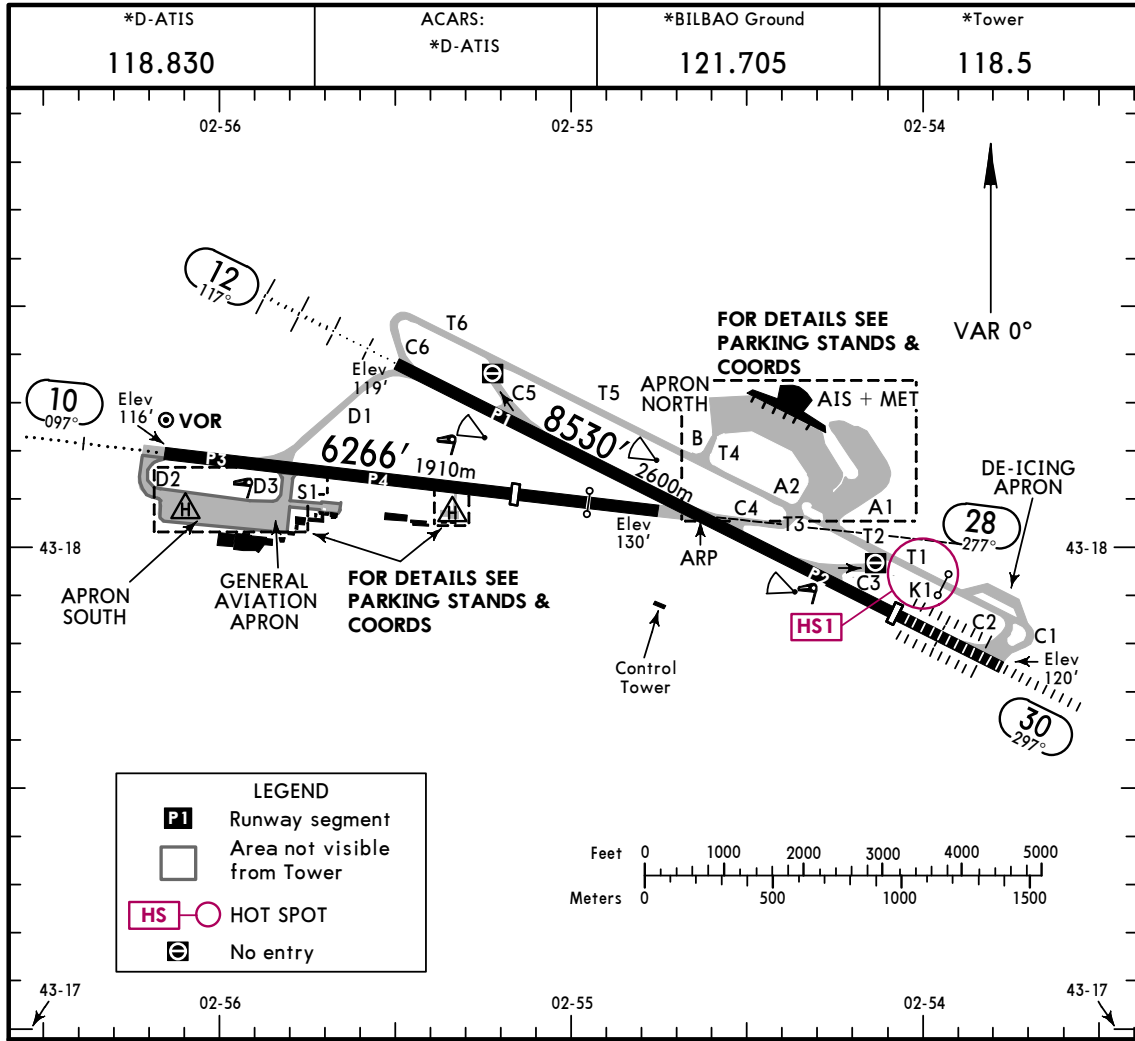 *D-ATIS
118.830
ACARS:
*D-ATIS
*BILBAO Ground
121.705
*Tower
118.5
02-56
02-55
02-54
VAR 0°
12
117°
T6
C6
Elev
119'
C5
T5
P1
8530'
2600m
FOR DETAILS SEE
PARKING STANDS &
COORDS
APRON
NORTH
AIS + MET
B
T4
A2
A1
10
097°
Elev
116'
VOR
D1
6266'
1910m
P3
P4
D2
D3
S1
H
H
Elev
130'
C4
T3
T2
ARP
28
277°
DE-ICING
APRON
43-18
43-18
T1
K1
C3
P2
HS1
C2
C1
Elev
120'
30
297°
APRON
SOUTH
GENERAL
AVIATION
APRON
FOR DETAILS SEE
PARKING STANDS &
COORDS
Control
Tower
LEGEND
P1 Runway segment
Area not visible
from Tower
HS HOT SPOT
No entry
Feet 0 1000 2000 3000 4000 5000
Meters 0 500 1000 1500
43-17
02-56
02-55
02-54
43-17